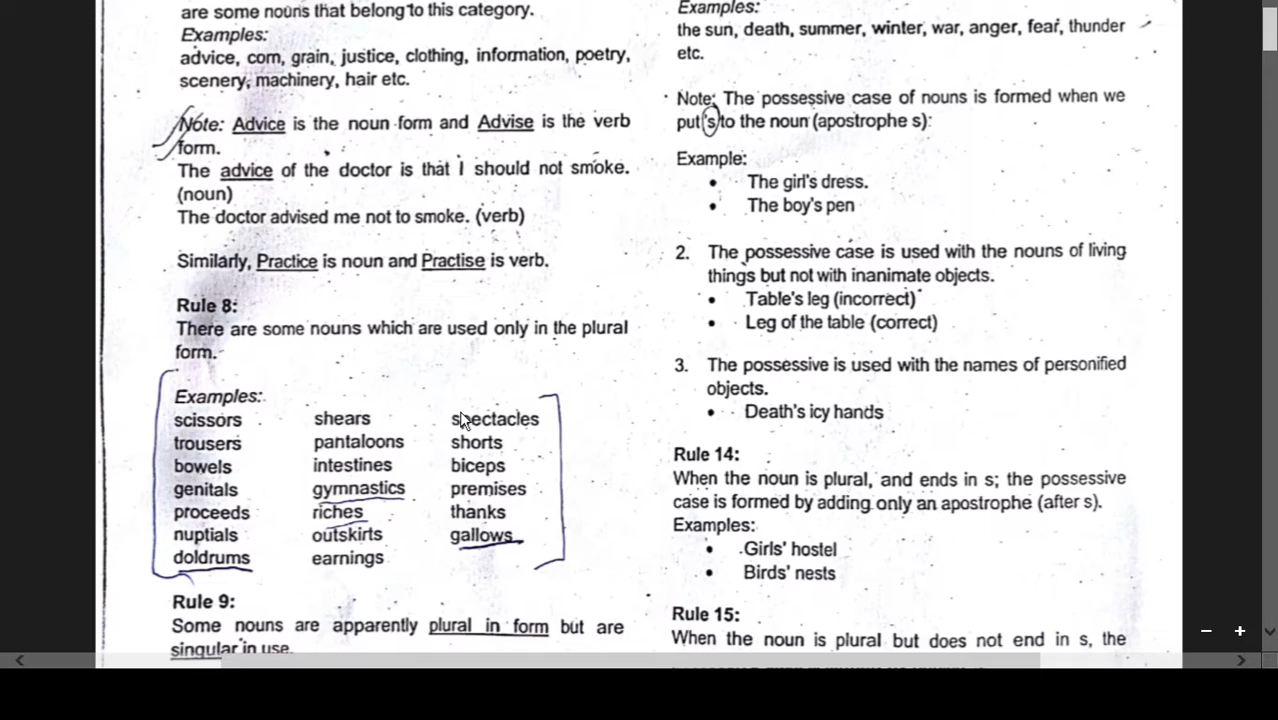 are some nouns that belong to this category.
Examples:
advice, corn, grain, justice, clothing, information, poetry,
scenery, machinery, hair etc.
Note: Advice is the noun form and Advise is the verb
form.
The advice of the doctor is that I should not smoke.
(noun)
The doctor advised me not to smoke. (verb)
Similarly, Practice is noun and Practise is verb.
Rule 8:
There are some nouns which are used only in the plural
form.
Examples:
scissors shears spectacles
trousers pantaloons shorts
bowels intestines biceps
genitals gymnastics premises
proceeds riches thanks
nuptials outskirts gallows
doldrums earnings
Rule 9:
Some nouns are apparently plural in form but are
singular in use.
Examples:
the sun, death, summer, winter, war, anger, fear, thunder
etc.
Note: The possessive case of nouns is formed when we
put 's to the noun (apostrophe s):
Example:
• The girl's dress.
• The boy's pen
2. The possessive case is used with the nouns of living
things but not with inanimate objects.
• Table's leg (incorrect)
• Leg of the table (correct)
3. The possessive is used with the names of personified
objects.
• Death's icy hands
Rule 14:
When the noun is plural, and ends in s; the possessive
case is formed by adding only an apostrophe (after s).
Examples:
• Girls' hostel
• Birds' nests
Rule 15:
When the noun is plural but does not end in s, the